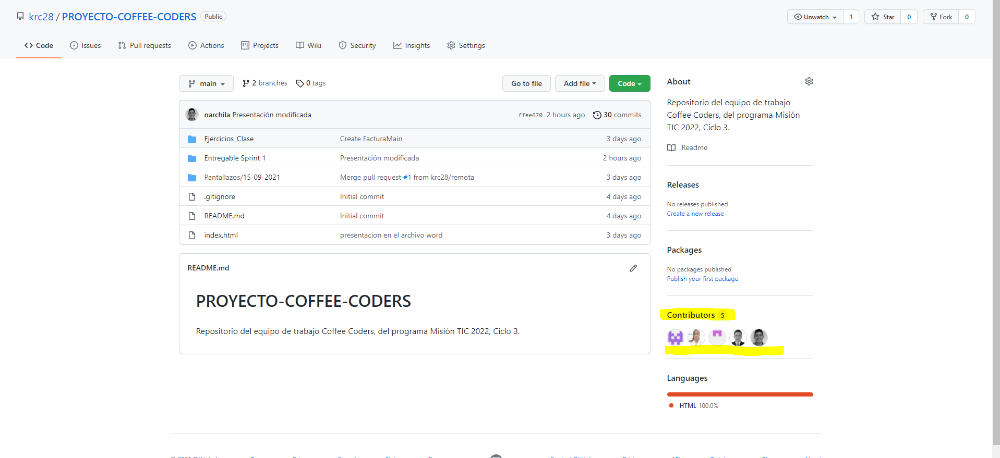 krc28 / PROYECTO-COFFEE-CODERS Public
Unwatch 1 Star 0 Fork 0
Code Issues Pull requests Actions Projects Wiki Insights Security Settings
main 2 branches 0 tags Go to file Add file Code
narchila Presentación modificada ffee670 2 hours ago 30 commits
Ejercicios_Clase Create FacturaMain 3 days ago
Entregable Sprint 1 Presentación modificada 2 hours ago
Pantallazos/15-09-2021 Merge pull request #1 from krc28/remota 3 days ago
.gitignore Initial commit 4 days ago
README.md Initial commit 4 days ago
index.html presentacion en el archivo word 3 days ago
README.md
PROYECTO-COFFEE-CODERS
Repositorio del equipo de trabajo Coffee Coders, del programa Misión TIC 2022, Ciclo 3.
About
Repositorio del equipo de trabajo
Coffee Coders, del programa Misión
TIC 2022, Ciclo 3.
Readme
Releases
No releases published
Create a new release
Packages
No packages published
Publish your first package
Contributors 5
Languages
HTML 100.0%